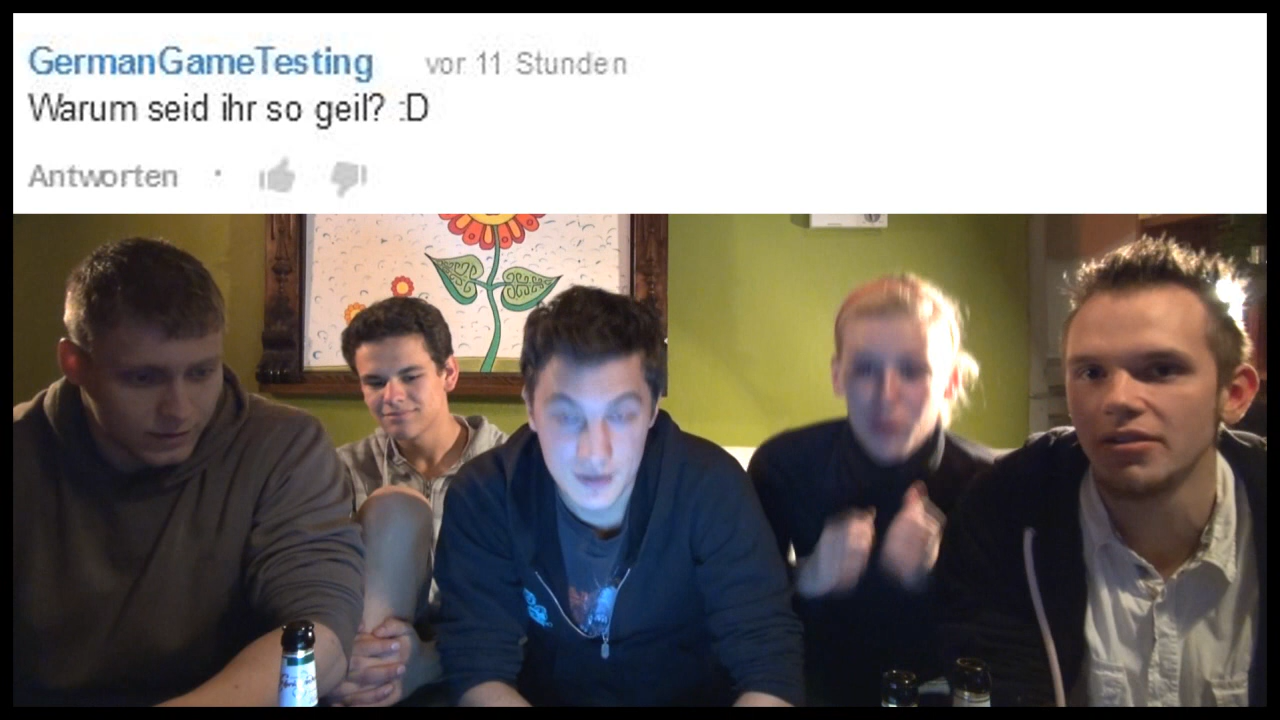 GermanGameTesting vor 11 Stunden
Warum seid ihr so geil? :D
Antworten